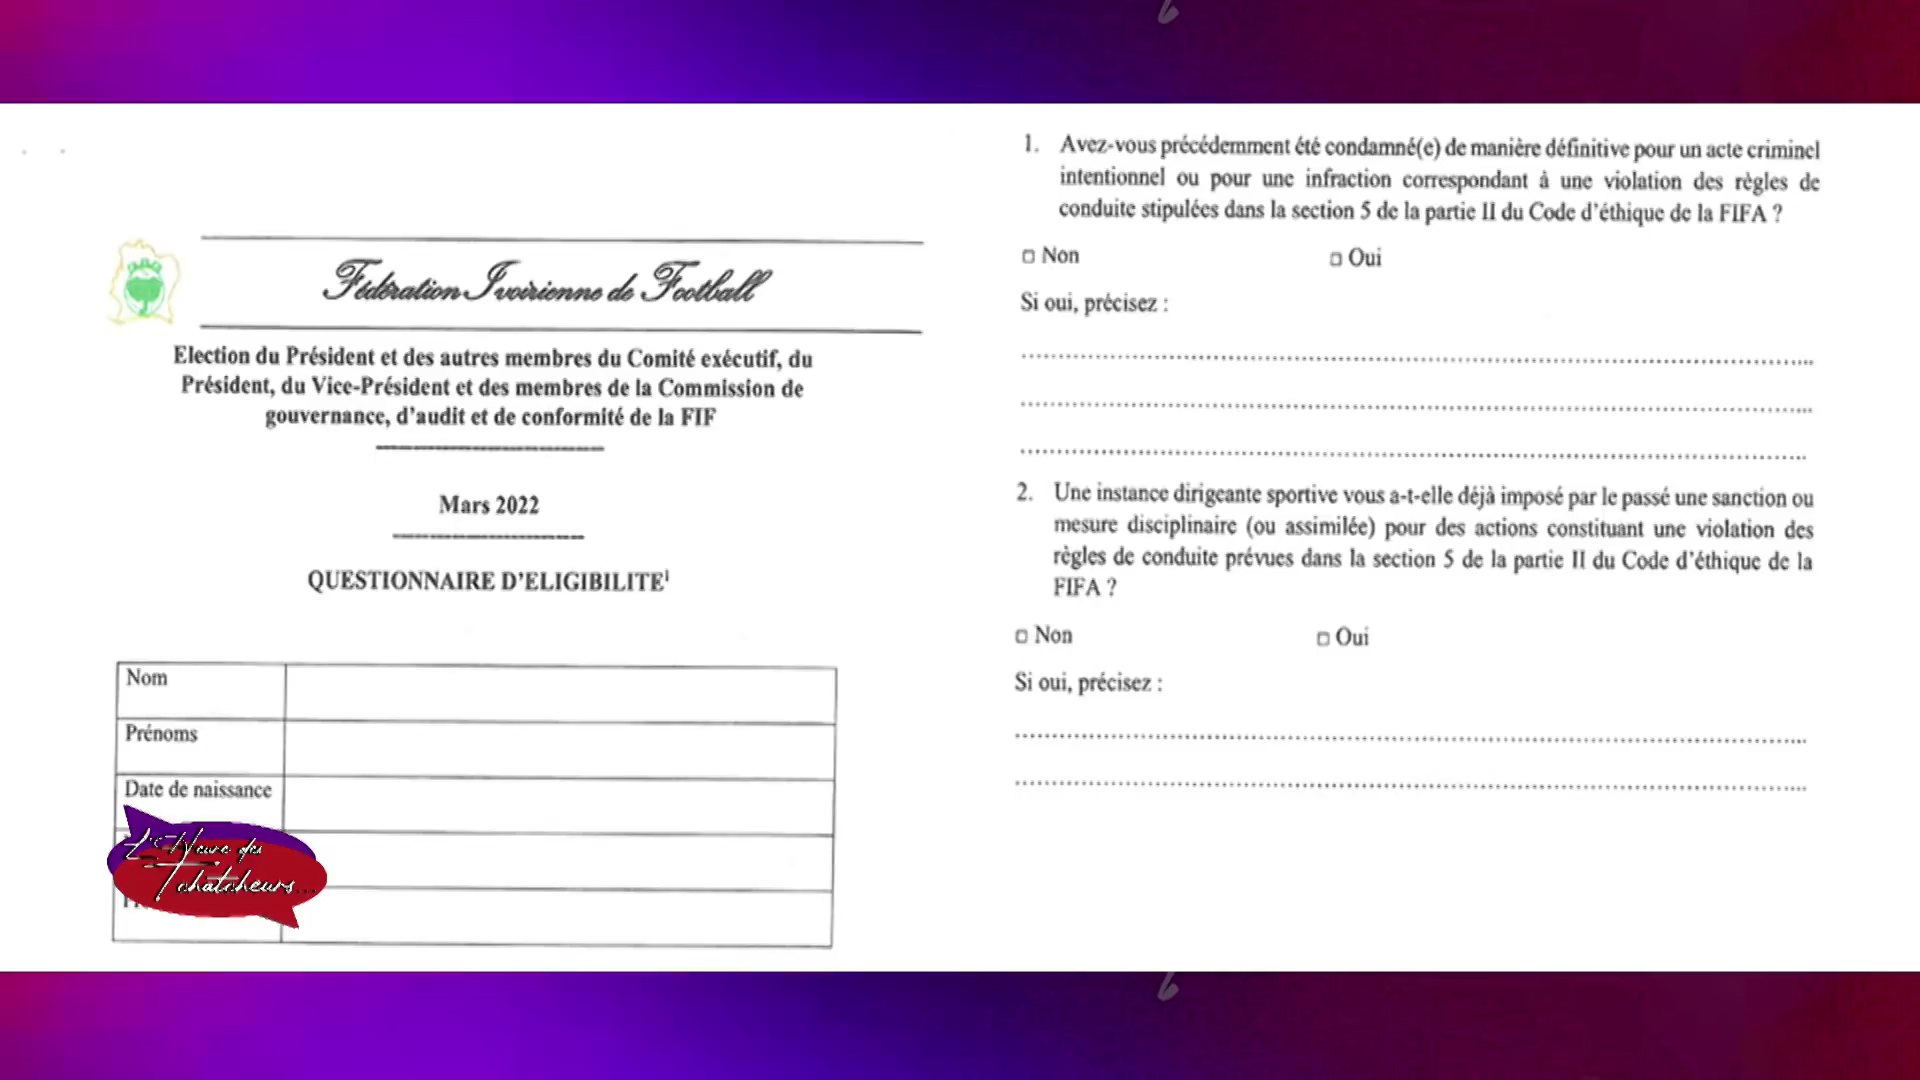 Fédération Ivoirienne de Football
Election du Président et des autres membres du Comité exécutif, du
Président, du Vice-Président et des membres de la Commission de
gouvernance, d'audit et de conformité de la FIF
Mars 2022
QUESTIONNAIRE D'ELIGIBILITE¹
Nom
Prénoms
Date de naissance
L'Heure des
Tchatcheurs...
1. Avez-vous précédemment été condamné(e) de manière définitive pour un acte criminel
intentionnel ou pour une infraction correspondant à une violation des règles de
conduite stipulées dans la section 5 de la partie II du Code d'éthique de la FIFA ?
□ Non □ Oui
Si oui, précisez :
2. Une instance dirigeante sportive vous a-t-elle déjà imposé par le passé une sanction ou
mesure disciplinaire (ou assimilée) pour des actions constituant une violation des
règles de conduite prévues dans la section 5 de la partie II du Code d'éthique de la
FIFA ?
□ Non □ Oui
Si oui, précisez :